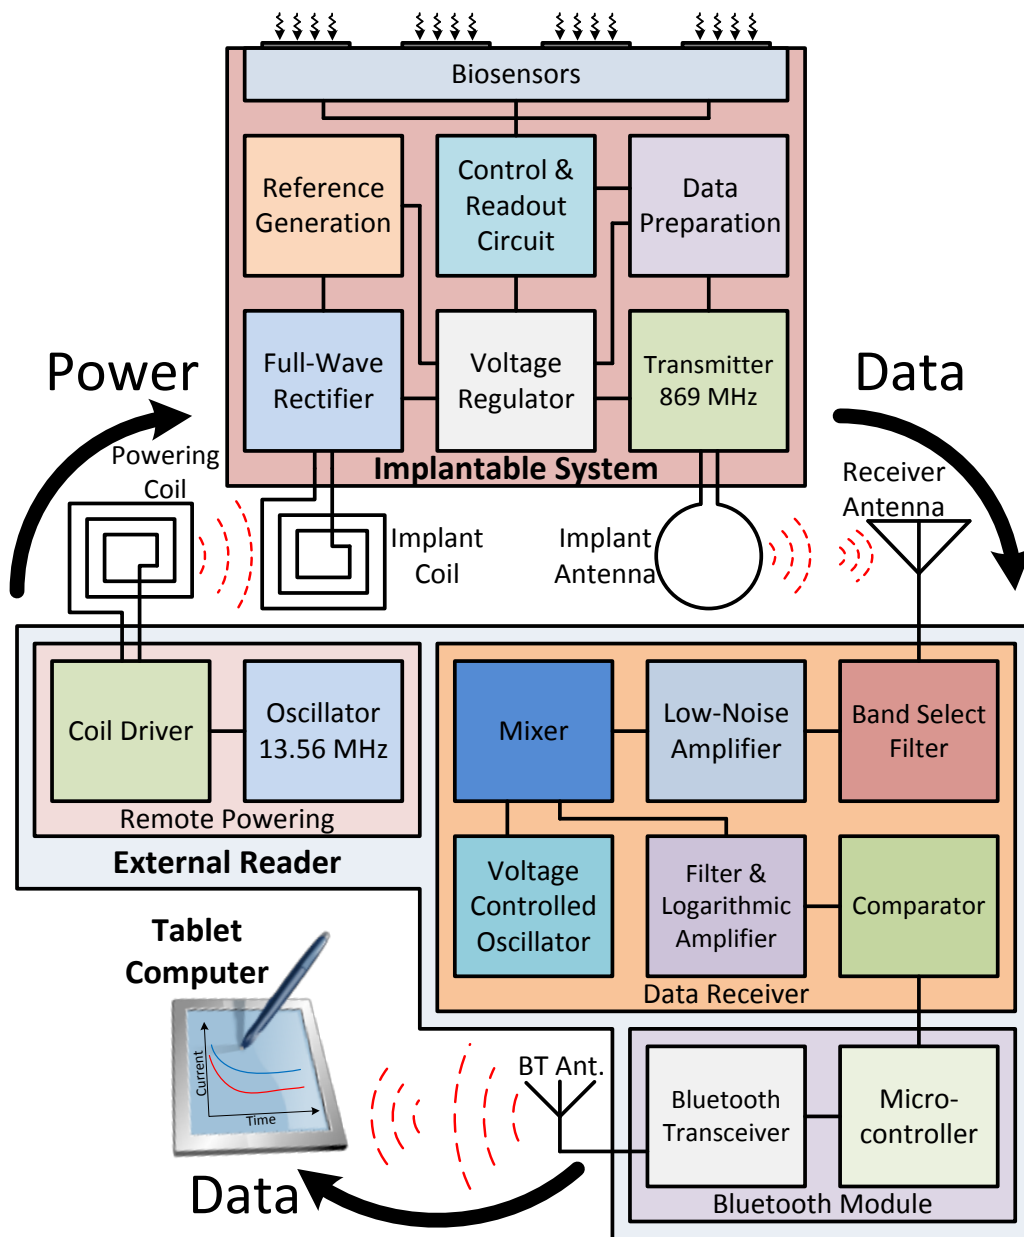 Biosensors
Reference
Generation
Control &
Readout
Circuit
Data
Preparation
Full-Wave
Rectifier
Voltage
Regulator
Transmitter
869 MHz
Implantable System
Power
Data
Powering
Coil
Implant
Coil
Implant
Antenna
Receiver
Antenna
Coil Driver
Oscillator
13.56 MHz
Remote Powering
External Reader
Mixer
Low-Noise
Amplifier
Band Select
Filter
Voltage
Controlled
Oscillator
Filter &
Logarithmic
Amplifier
Comparator
Data Receiver
Tablet
Computer
Current
Time
BT Ant.
Bluetooth
Transceiver
Micro-
controller
Bluetooth Module
Data